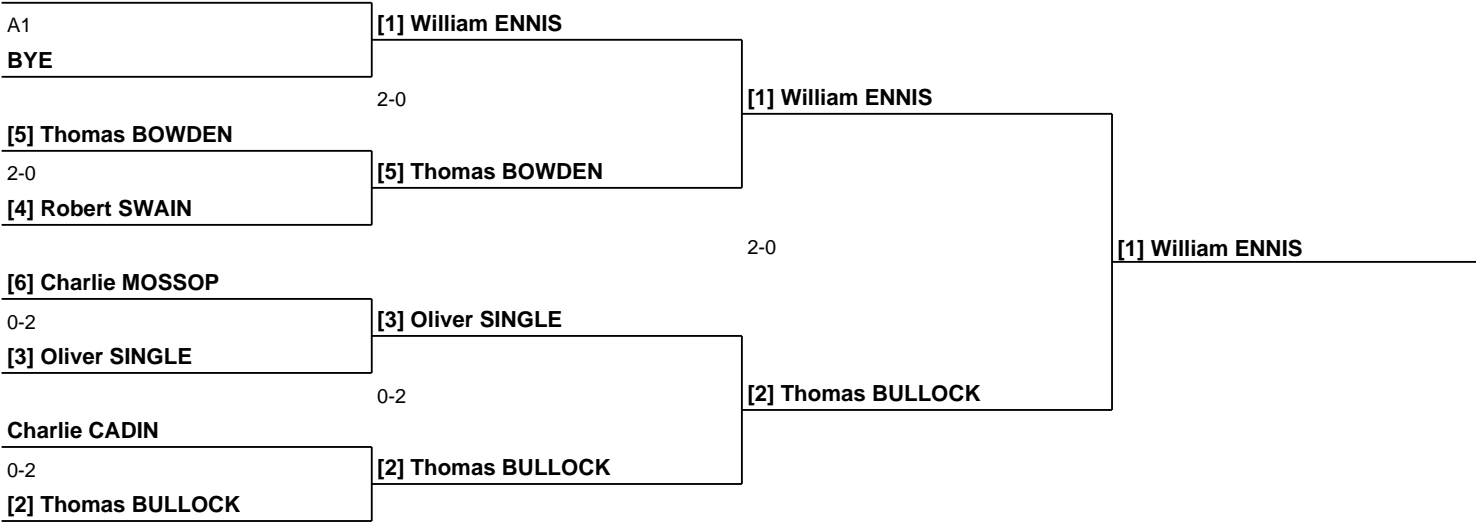 A1
BYE
[1] William ENNIS
2-0
[5] Thomas BOWDEN
2-0
[4] Robert SWAIN
[5] Thomas BOWDEN
[1] William ENNIS
2-0
[1] William ENNIS
[6] Charlie MOSSOP
0-2
[3] Oliver SINGLE
[3] Oliver SINGLE
0-2
Charlie CADIN
0-2
[2] Thomas BULLOCK
[2] Thomas BULLOCK
[2] Thomas BULLOCK